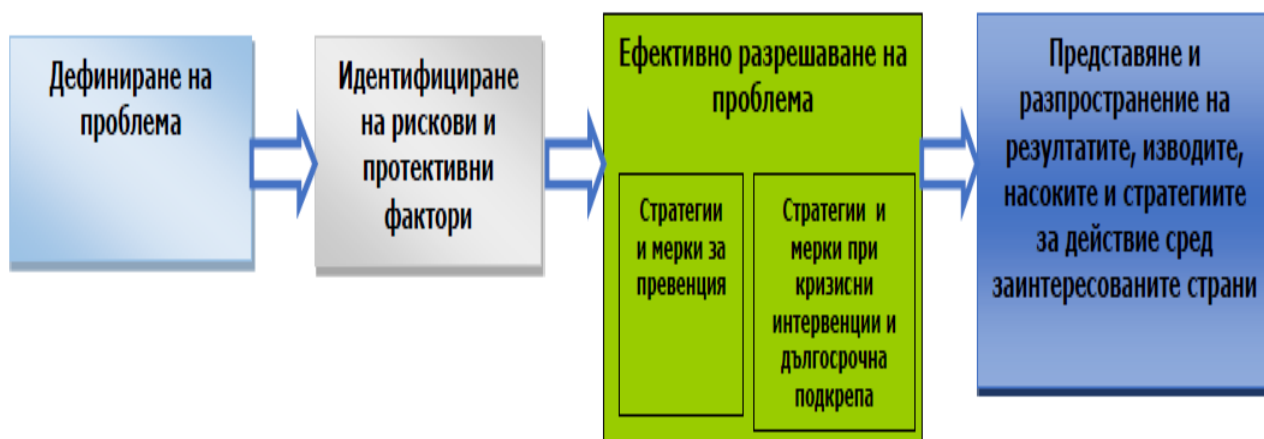 Дефиниране на
проблема
Идентифициране
на рискови и
протективни
фактори
Ефективно разрешаване на
проблема
Стратегии
и мерки за
превенция
Стратегии и
мерки при
кризисни
интервенции и
дългосрочна
подкрепа
Представяне и
разпространение на
резултатите, изводите,
насоките и стратегиите
за действие сред
заинтересованите страни